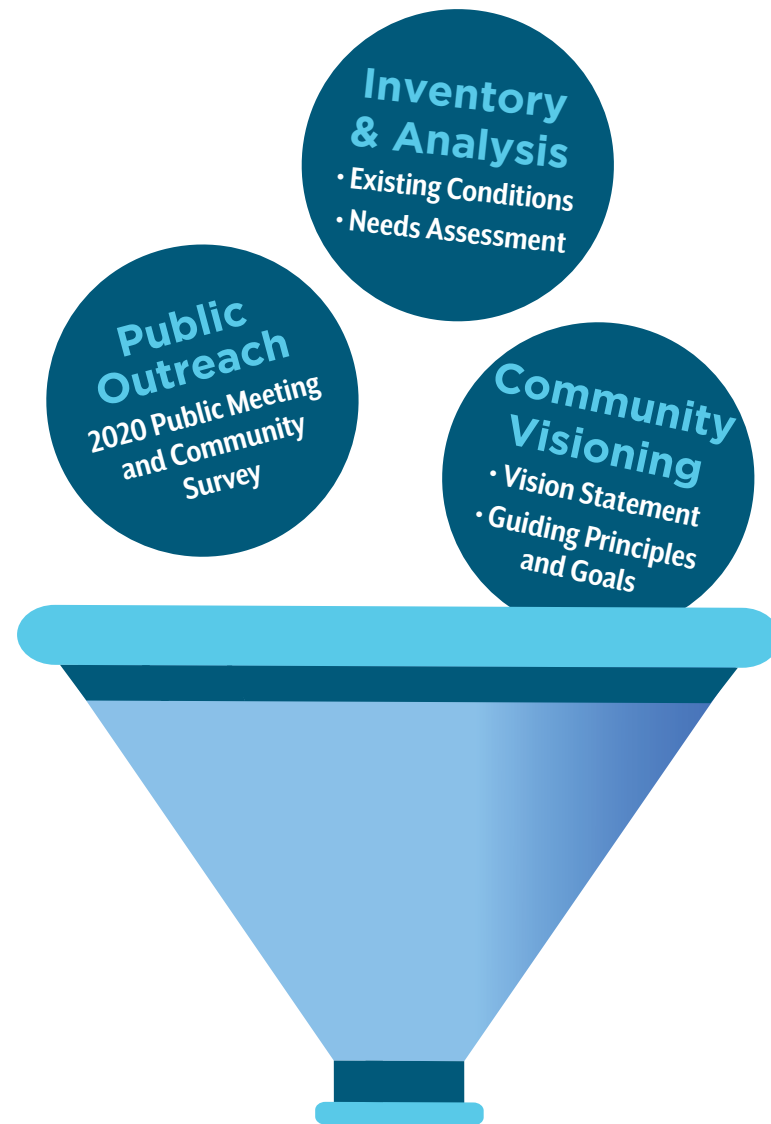 Inventory
& Analysis
• Existing Conditions
• Needs Assessment
Public
Outreach
2020 Public Meeting
and Community
Survey
Community
Visioning
• Vision Statement
• Guiding Principles
and Goals